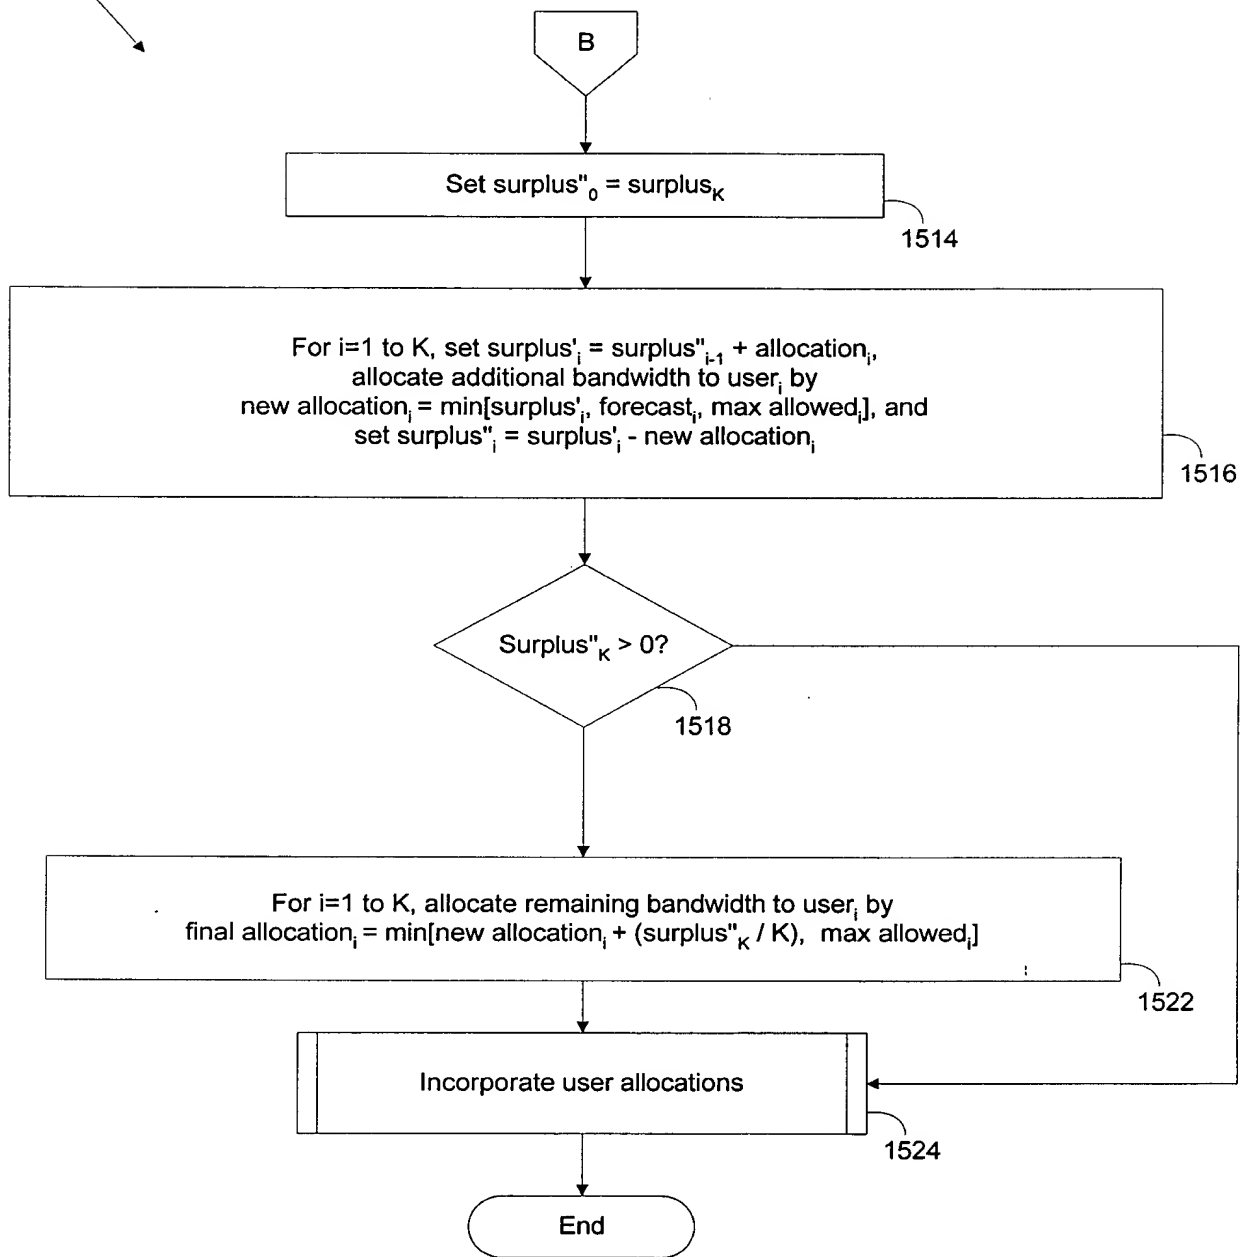 B
Set surplus"₀ = surplus_K
1514
For i=1 to K, set surplus'ᵢ = surplus"ᵢ₋₁ + allocationᵢ,
allocate additional bandwidth to userᵢ by
new allocationᵢ = min[surplus'ᵢ, forecastᵢ, max allowedᵢ], and
set surplus"ᵢ = surplus'ᵢ - new allocationᵢ
1516
Surplus"_K > 0?
1518
For i=1 to K, allocate remaining bandwidth to userᵢ by
final allocationᵢ = min[new allocationᵢ + (surplus"_K / K), max allowedᵢ]
1522
Incorporate user allocations
1524
End